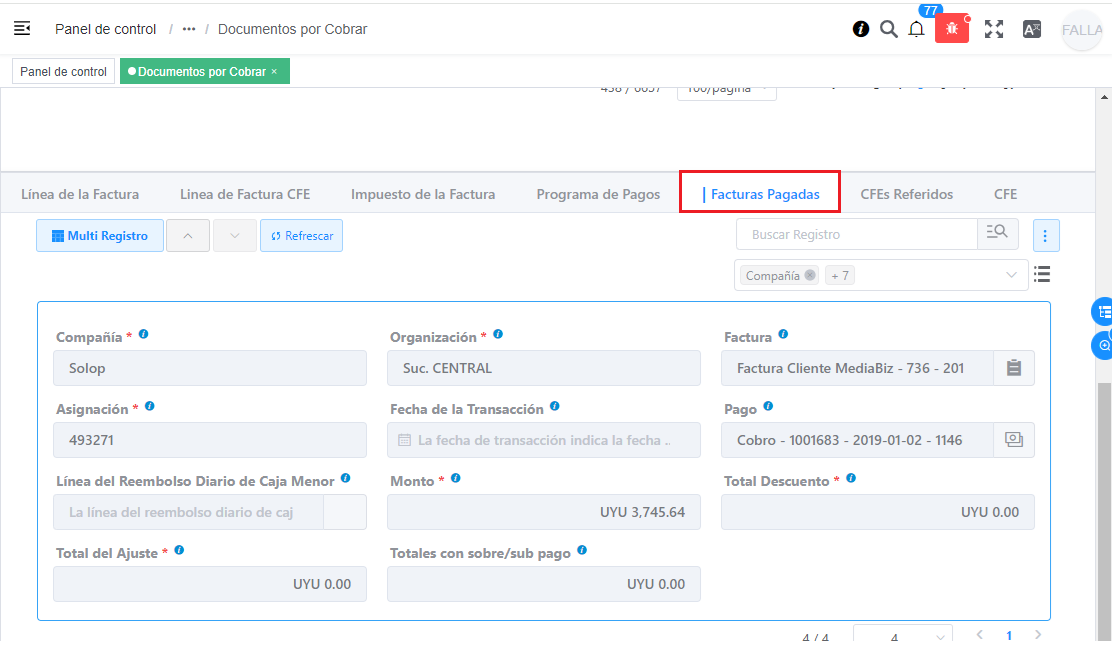 77
Panel de control / ••• / Documentos por Cobrar
FALLA
Panel de control
Documentos por Cobrar ×
100/página
Línea de la Factura
Linea de Factura CFE
Impuesto de la Factura
Programa de Pagos
Facturas Pagadas
CFEs Referidos
CFE
Multi Registro
Refrescar
Buscar Registro
Compañía
+ 7
Compañía *
Organización *
Factura
Solop
Suc. CENTRAL
Factura Cliente MediaBiz - 736 - 201
Asignación *
Fecha de la Transacción
Pago
493271
La fecha de transacción indica la fecha ..
Cobro - 1001683 - 2019-01-02 - 1146
Línea del Reembolso Diario de Caja Menor
Monto *
Total Descuento *
La línea del reembolso diario de caj
UYU 3,745.64
UYU 0.00
Total del Ajuste *
Totales con sobre/sub pago
UYU 0.00
UYU 0.00
4 / 4
4
1